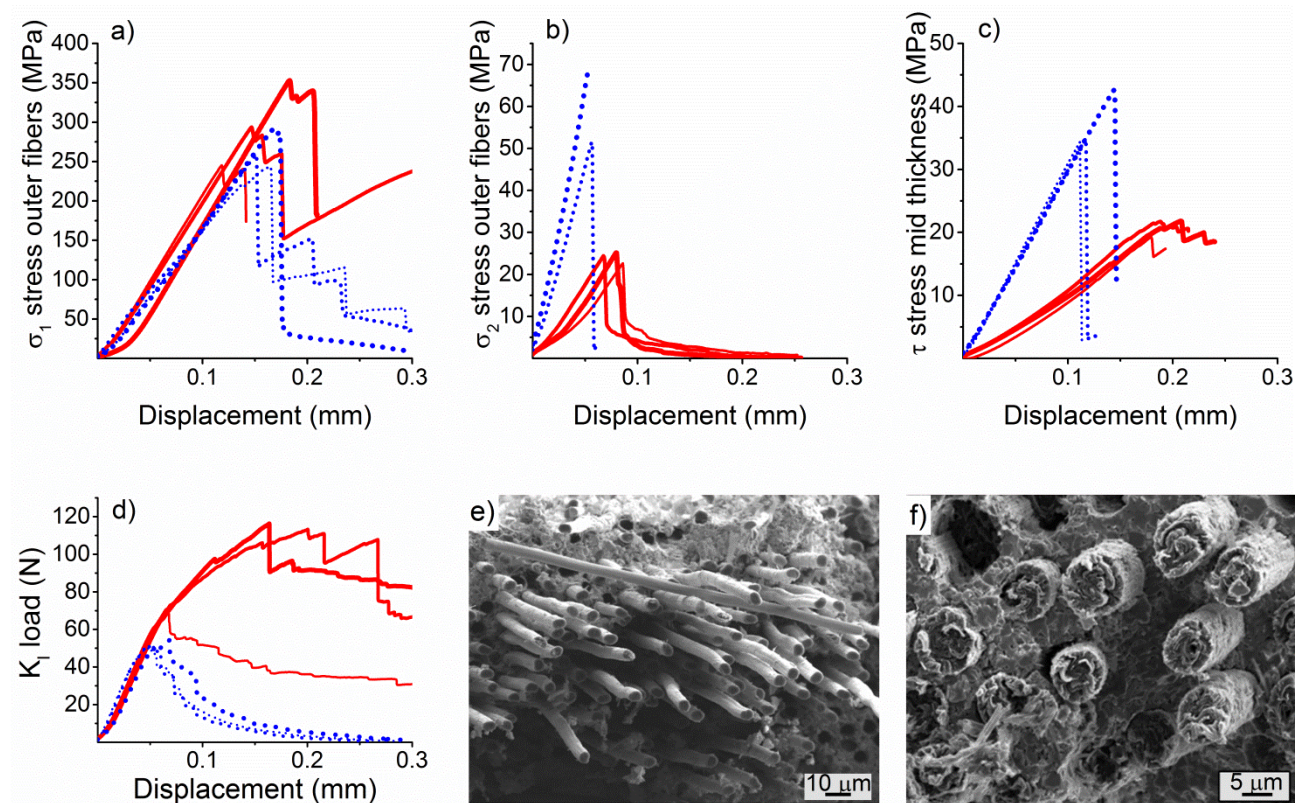 a)
σ₁ stress outer fibers (MPa)
400
350
300
250
200
150
100
50
0.1
0.2
0.3
Displacement (mm)
b)
σ₂ stress outer fibers (MPa)
70
60
50
40
30
20
10
0.1
0.2
0.3
Displacement (mm)
c)
τ stress mid thickness (MPa)
50
40
30
20
10
0.1
0.2
0.3
Displacement (mm)
d)
K_I load (N)
120
100
80
60
40
20
0.1
0.2
0.3
Displacement (mm)
e)
10 μm
f)
5 μm